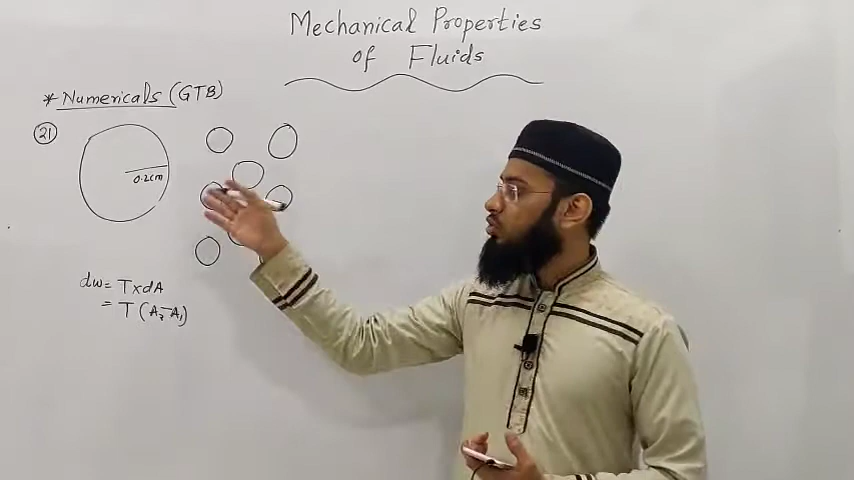 Mechanical Properties
of Fluids
* Numericals (GTB)
21
0.2cm
dw = T×dA
= T(A₂-A₁)